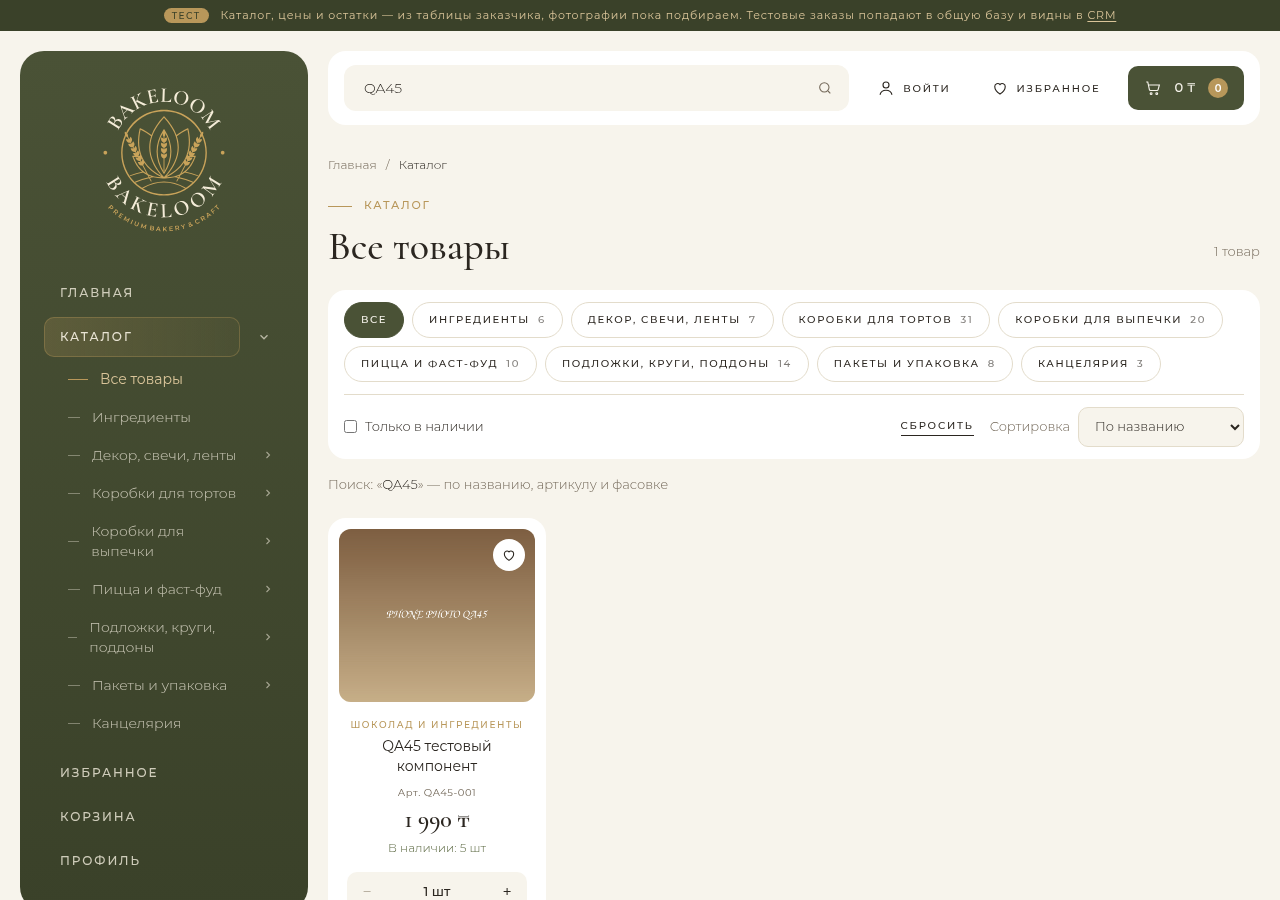 ТЕСТ Каталог, цены и остатки — из таблицы заказчика, фотографии пока подбираем. Тестовые заказы попадают в общую базу и видны в CRM
BAKELOOM
BAKELOOM
PREMIUM BAKERY & CRAFT
ГЛАВНАЯ
КАТАЛОГ
Все товары
Ингредиенты
Декор, свечи, ленты
Коробки для тортов
Коробки для
выпечки
Пицца и фаст-фуд
Подложки, круги,
поддоны
Пакеты и упаковка
Канцелярия
ИЗБРАННОЕ
КОРЗИНА
ПРОФИЛЬ
QA45
ВОЙТИ
ИЗБРАННОЕ
0 ₸ 0
Главная / Каталог
КАТАЛОГ
Все товары
1 товар
ВСЕ
ИНГРЕДИЕНТЫ 6
ДЕКОР, СВЕЧИ, ЛЕНТЫ 7
КОРОБКИ ДЛЯ ТОРТОВ 31
КОРОБКИ ДЛЯ ВЫПЕЧКИ 20
ПИЦЦА И ФАСТ-ФУД 10
ПОДЛОЖКИ, КРУГИ, ПОДДОНЫ 14
ПАКЕТЫ И УПАКОВКА 8
КАНЦЕЛЯРИЯ 3
Только в наличии
СБРОСИТЬ
Сортировка
По названию
Поиск: «QA45» — по названию, артикулу и фасовке
PHONE PHOTO QA45
ШОКОЛАД И ИНГРЕДИЕНТЫ
QA45 тестовый
компонент
Арт. QA45-001
1 990 ₸
В наличии: 5 шт
− 1 шт +